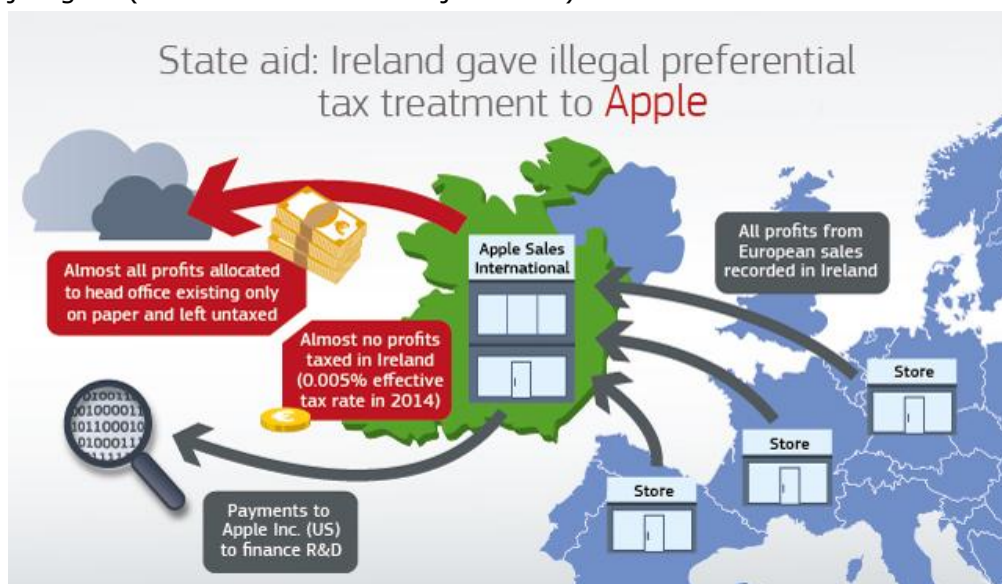 State aid: Ireland gave illegal preferential
tax treatment to Apple
Almost all profits allocated
to head office existing only
on paper and left untaxed
Apple Sales
International
All profits from
European sales
recorded in Ireland
Almost no profits
taxed in Ireland
(0.005% effective
tax rate in 2014)
€
Store
Store
Store
Payments to
Apple Inc. (US)
to finance R&D